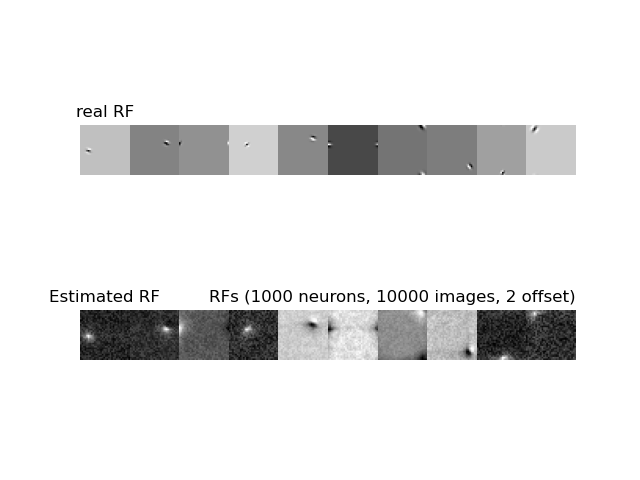 real RF
Estimated RF
RFs (1000 neurons, 10000 images, 2 offset)